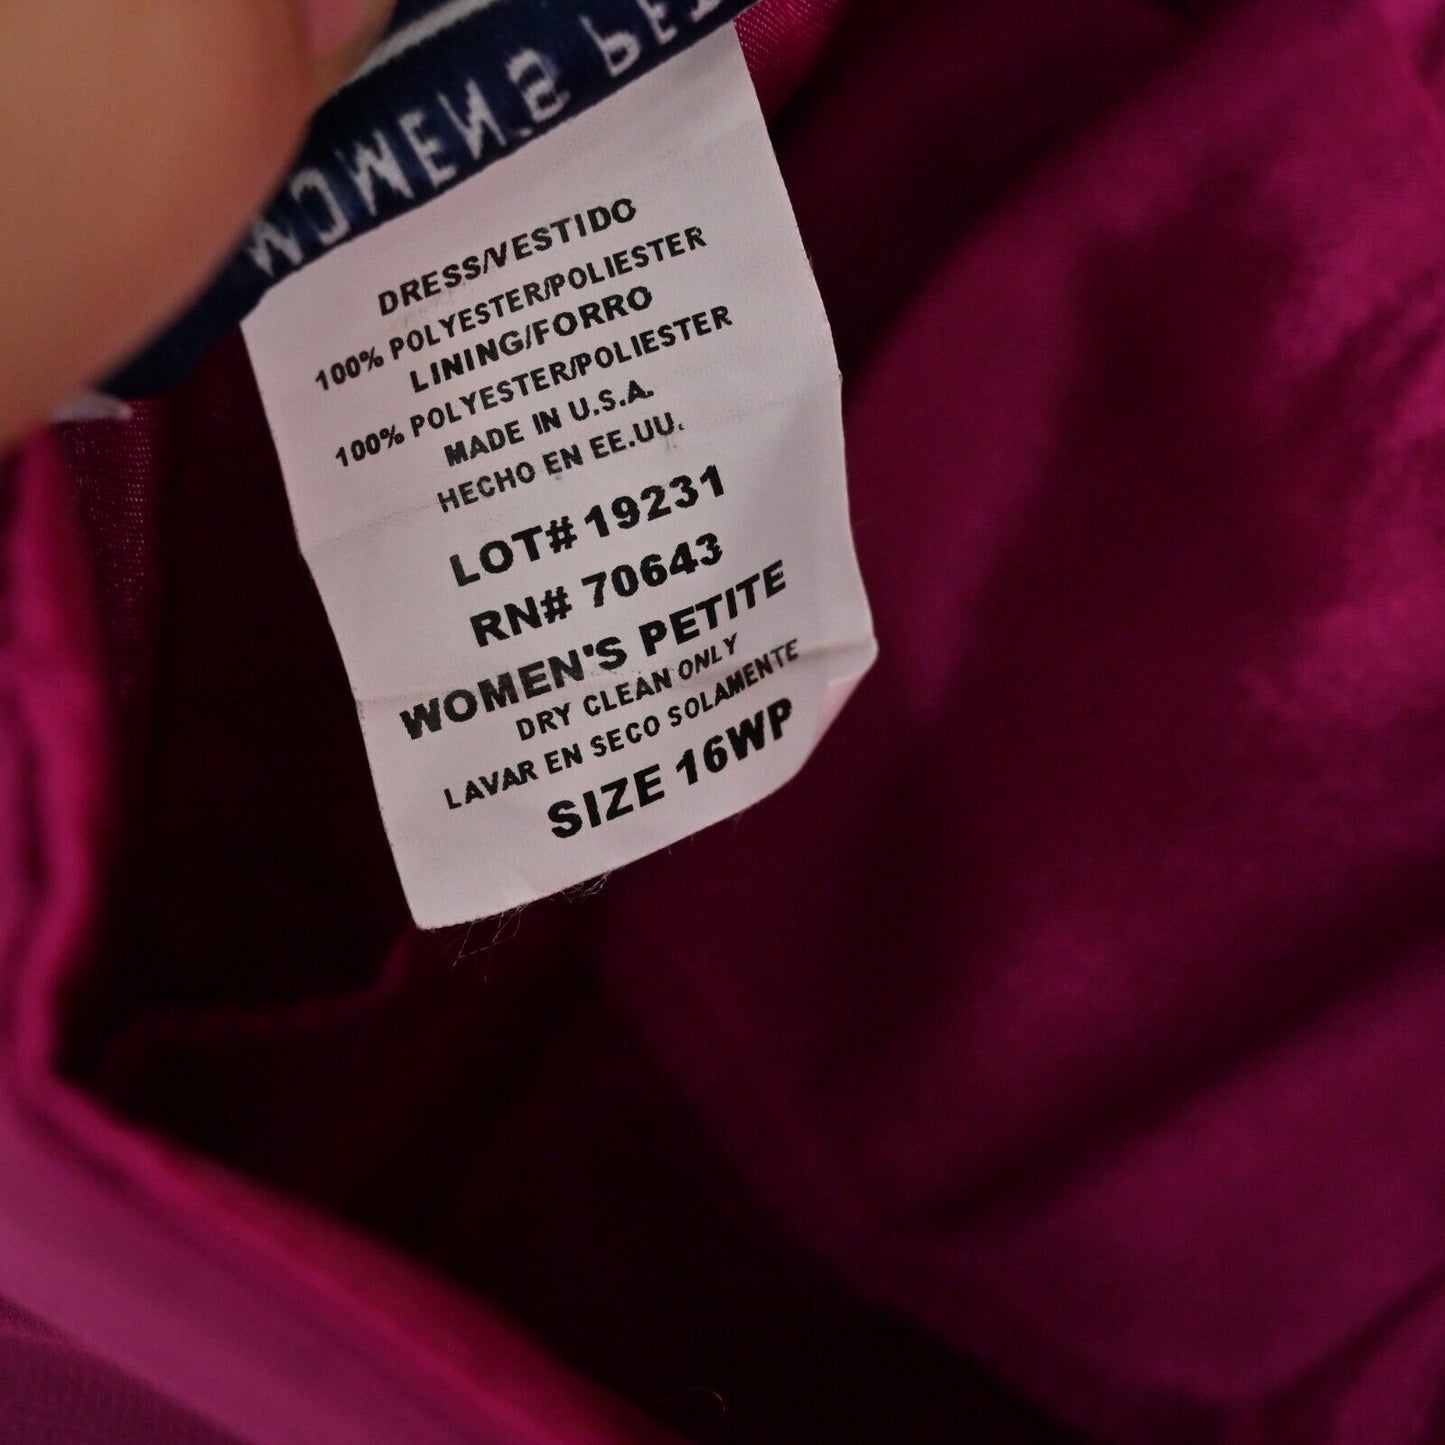 WOMEN'S
DRESS/VESTIDO
100% POLYESTER/POLIESTER
LINING/FORRO
100% POLYESTER/POLIESTER
MADE IN U.S.A.
HECHO EN EE.UU.
LOT# 19231
RN# 70643
WOMEN'S PETITE
DRY CLEAN ONLY
LAVAR EN SECO SOLAMENTE
SIZE 16WP